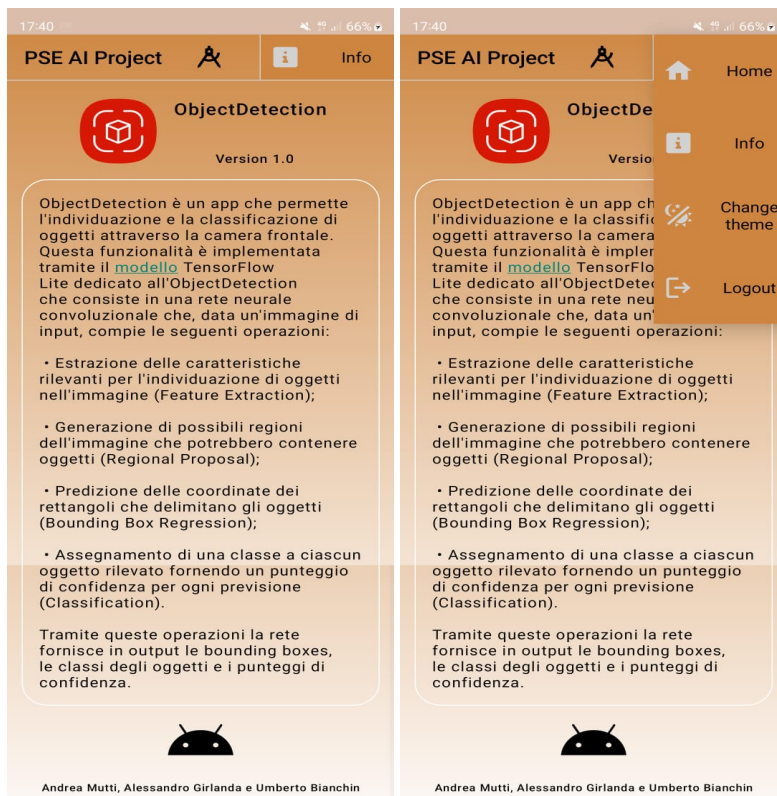 17:40
4G
66%
PSE AI Project
Info
ObjectDetection
Version 1.0
ObjectDetection è un app che permette
l'individuazione e la classificazione di
oggetti attraverso la camera frontale.
Questa funzionalità è implementata
tramite il modello TensorFlow
Lite dedicato all'ObjectDetection
che consiste in una rete neurale
convoluzionale che, data un'immagine di
input, compie le seguenti operazioni:
• Estrazione delle caratteristiche
rilevanti per l'individuazione di oggetti
nell'immagine (Feature Extraction);
• Generazione di possibili regioni
dell'immagine che potrebbero contenere
oggetti (Regional Proposal);
• Predizione delle coordinate dei
rettangoli che delimitano gli oggetti
(Bounding Box Regression);
• Assegnamento di una classe a ciascun
oggetto rilevato fornendo un punteggio
di confidenza per ogni previsione
(Classification).
Tramite queste operazioni la rete
fornisce in output le bounding boxes,
le classi degli oggetti e i punteggi di
confidenza.
Andrea Mutti, Alessandro Girlanda e Umberto Bianchin
17:40
4G
66%
PSE AI Project
Home
Info
Change
theme
Logout
ObjectDe
Version
ObjectDetection è un app ch
l'individuazione e la classific
oggetti attraverso la camera
Questa funzionalità è implem
tramite il modello TensorFlo
Lite dedicato all'ObjectDetec
che consiste in una rete neu
convoluzionale che, data un'
input, compie le seguenti operazioni:
• Estrazione delle caratteristiche
rilevanti per l'individuazione di oggetti
nell'immagine (Feature Extraction);
• Generazione di possibili regioni
dell'immagine che potrebbero contenere
oggetti (Regional Proposal);
• Predizione delle coordinate dei
rettangoli che delimitano gli oggetti
(Bounding Box Regression);
• Assegnamento di una classe a ciascun
oggetto rilevato fornendo un punteggio
di confidenza per ogni previsione
(Classification).
Tramite queste operazioni la rete
fornisce in output le bounding boxes,
le classi degli oggetti e i punteggi di
confidenza.
Andrea Mutti, Alessandro Girlanda e Umberto Bianchin